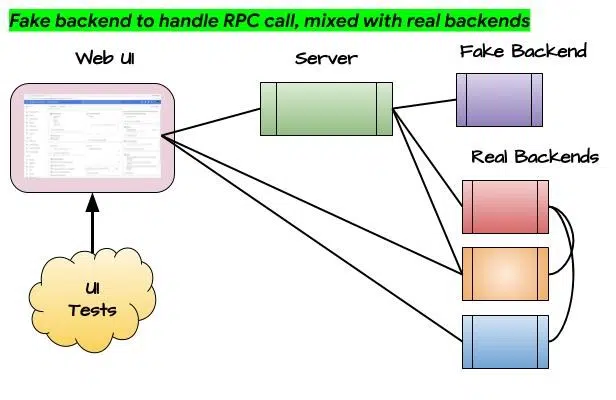 Fake backend to handle RPC call, mixed with real backends
Web UI
Server
Fake Backend
Real Backends
UI
Tests